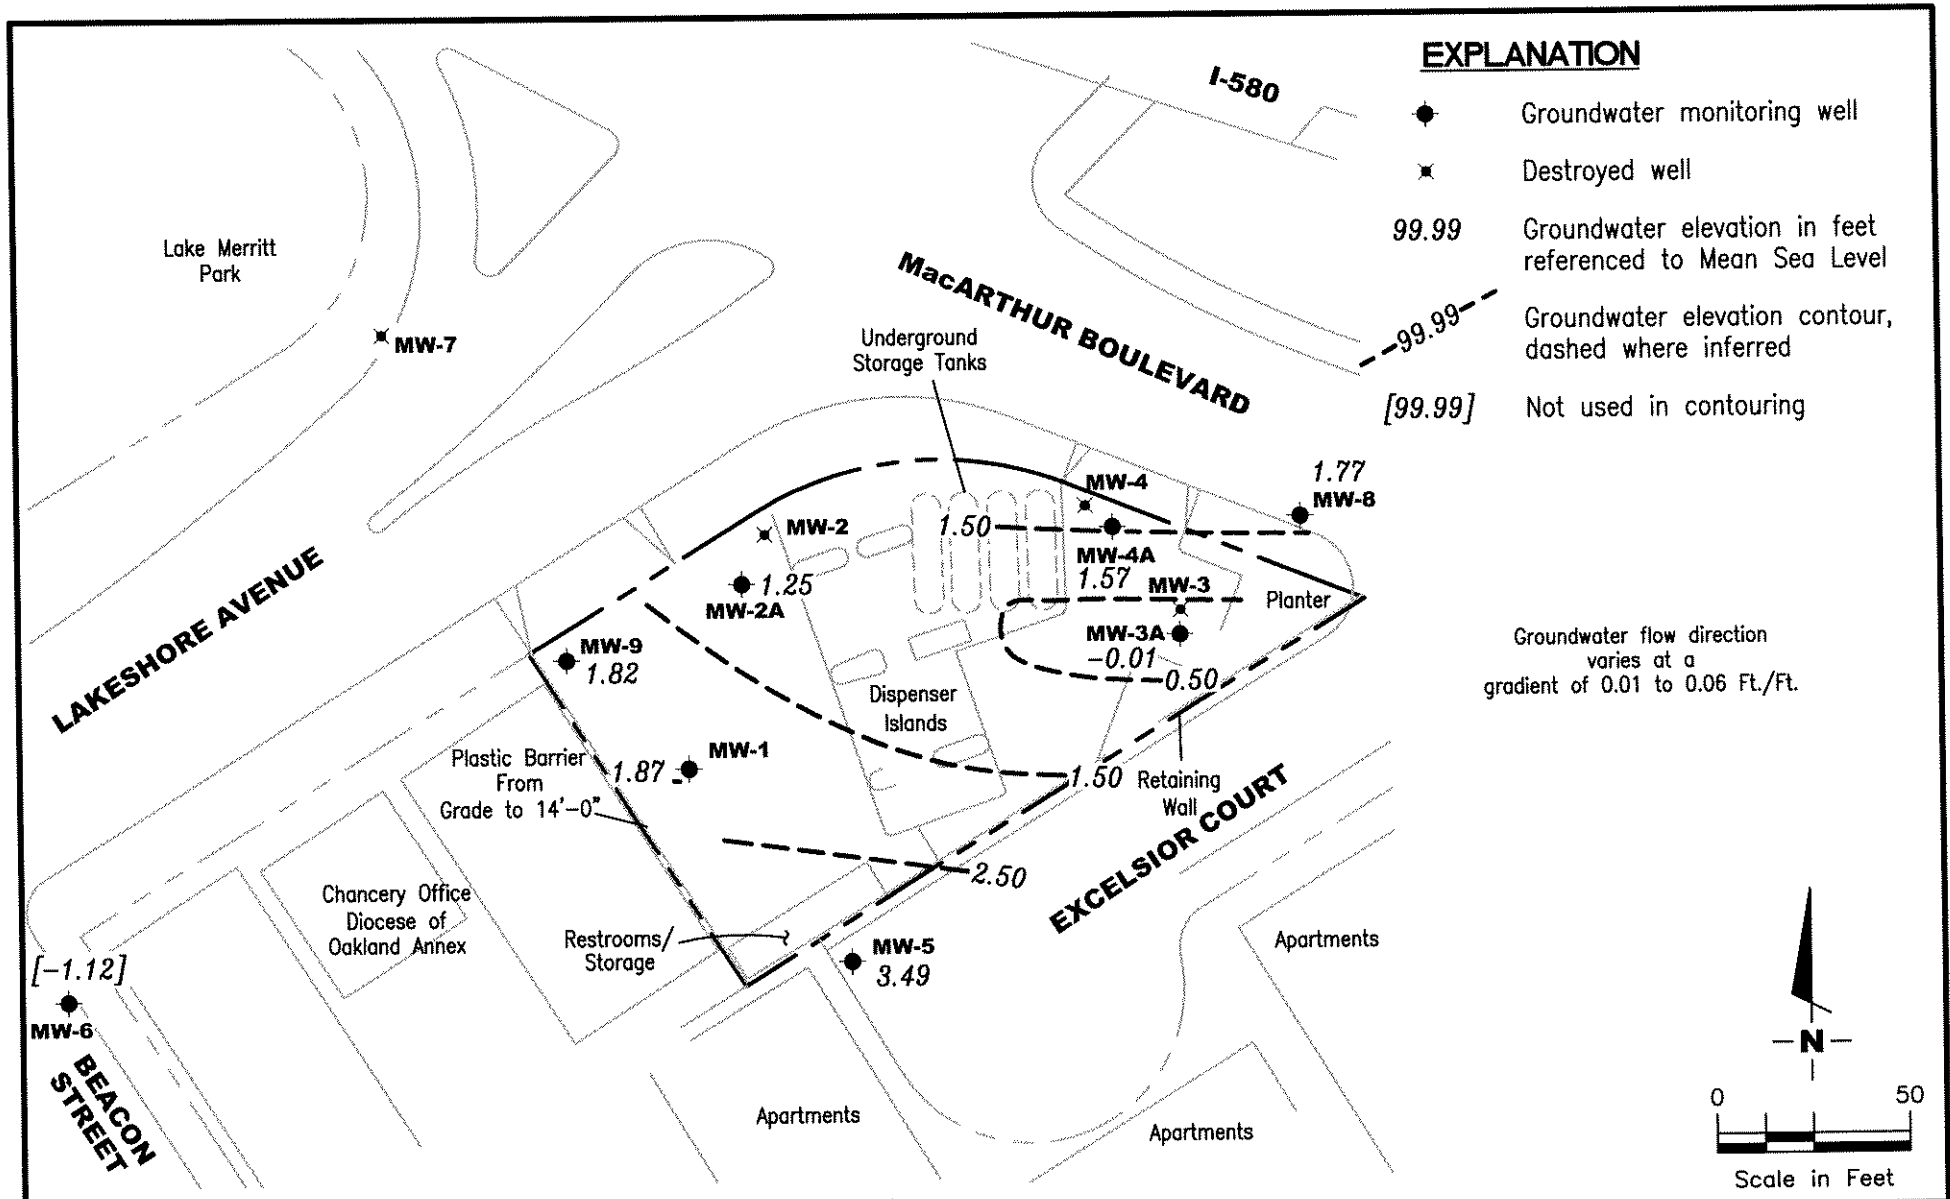 EXPLANATION
Groundwater monitoring well
Destroyed well
99.99
Groundwater elevation in feet
referenced to Mean Sea Level
99.99
Groundwater elevation contour,
dashed where inferred
[99.99]
Not used in contouring
I-580
Lake Merritt
Park
MW-7
MacARTHUR BOULEVARD
Underground
Storage Tanks
LAKESHORE AVENUE
MW-2
1.25
MW-2A
MW-9
1.82
1.50
MW-4
MW-4A
1.57
1.77
MW-8
MW-3
Planter
MW-3A
-0.01
0.50
Groundwater flow direction
varies at a
gradient of 0.01 to 0.06 Ft./Ft.
Dispenser
Islands
Plastic Barrier
From
Grade to 14'-0"
1.87
MW-1
1.50
Retaining
Wall
EXCELSIOR COURT
2.50
Chancery Office
Diocese of
Oakland Annex
Restrooms/
Storage
MW-5
3.49
Apartments
[-1.12]
MW-6
BEACON
STREET
Apartments
Apartments
N
0
50
Scale in Feet